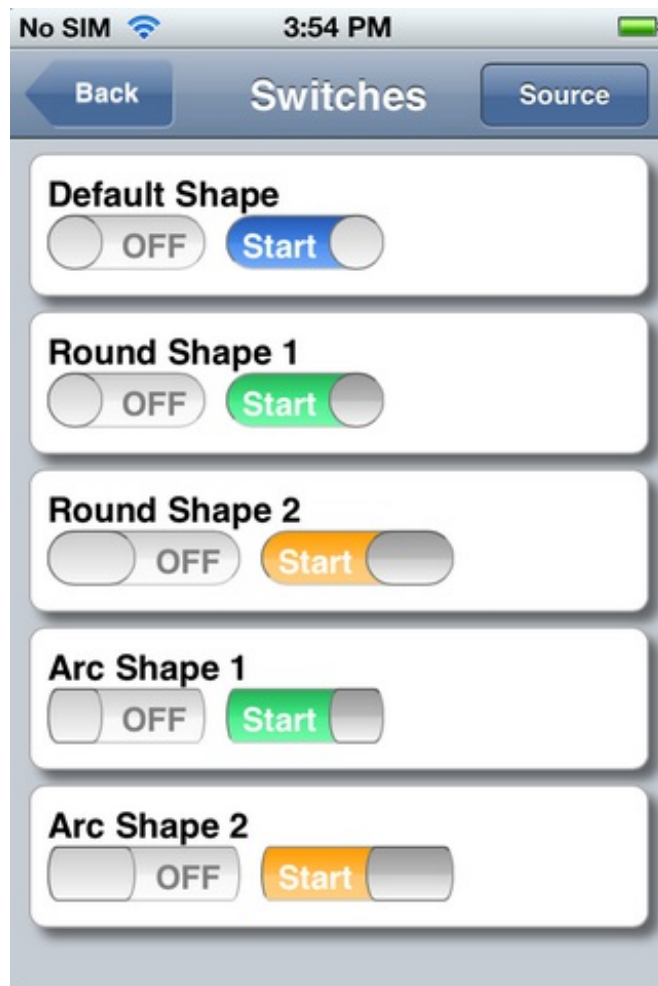 No SIM 3:54 PM
Back Switches Source
Default Shape
OFF Start
Round Shape 1
OFF Start
Round Shape 2
OFF Start
Arc Shape 1
OFF Start
Arc Shape 2
OFF Start